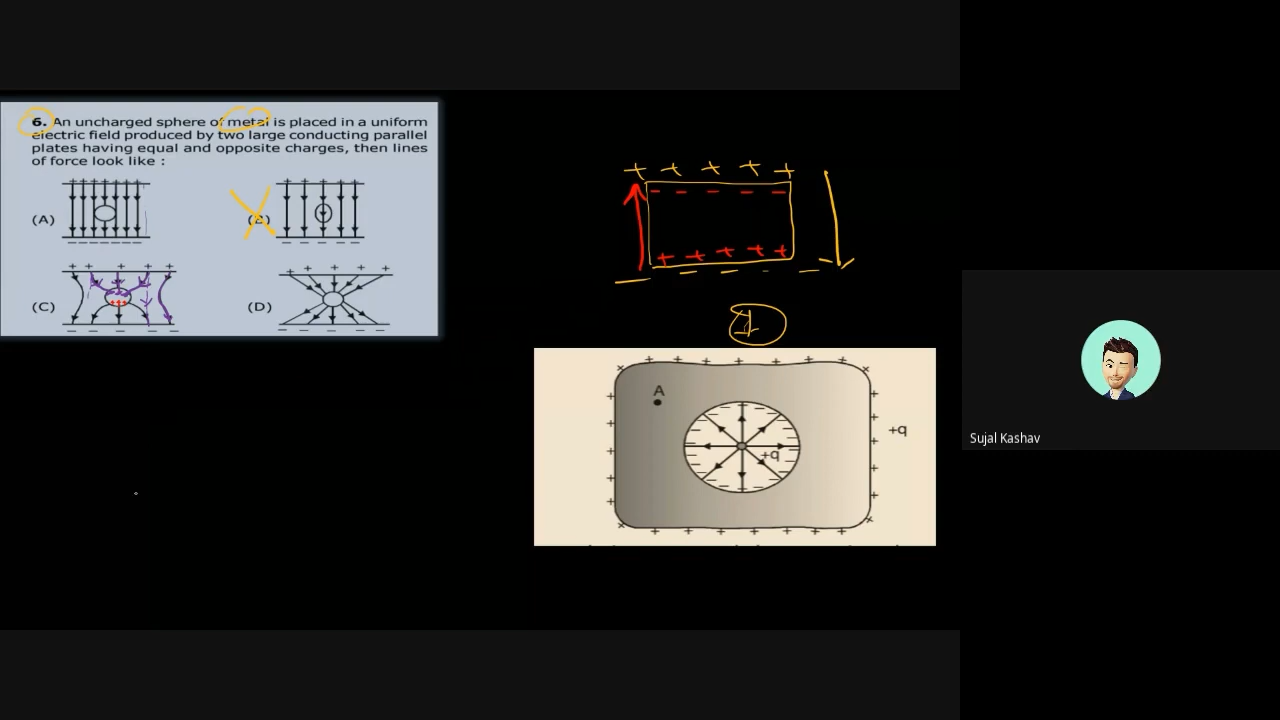 6. An uncharged sphere of metal is placed in a uniform
electric field produced by two large conducting parallel
plates having equal and opposite charges, then lines
of force look like :
+ + + + + + + +
+ + + + +
(A)
(B)
− − − − − − −
− − − − −
+ + + + +
+ + + + +
+++
(C)
(D)
− − − − −
− − − − −
+ + + + +
− − − − −
+ + + + +
− − − − −
1
A
+q
+q
Sujal Kashav